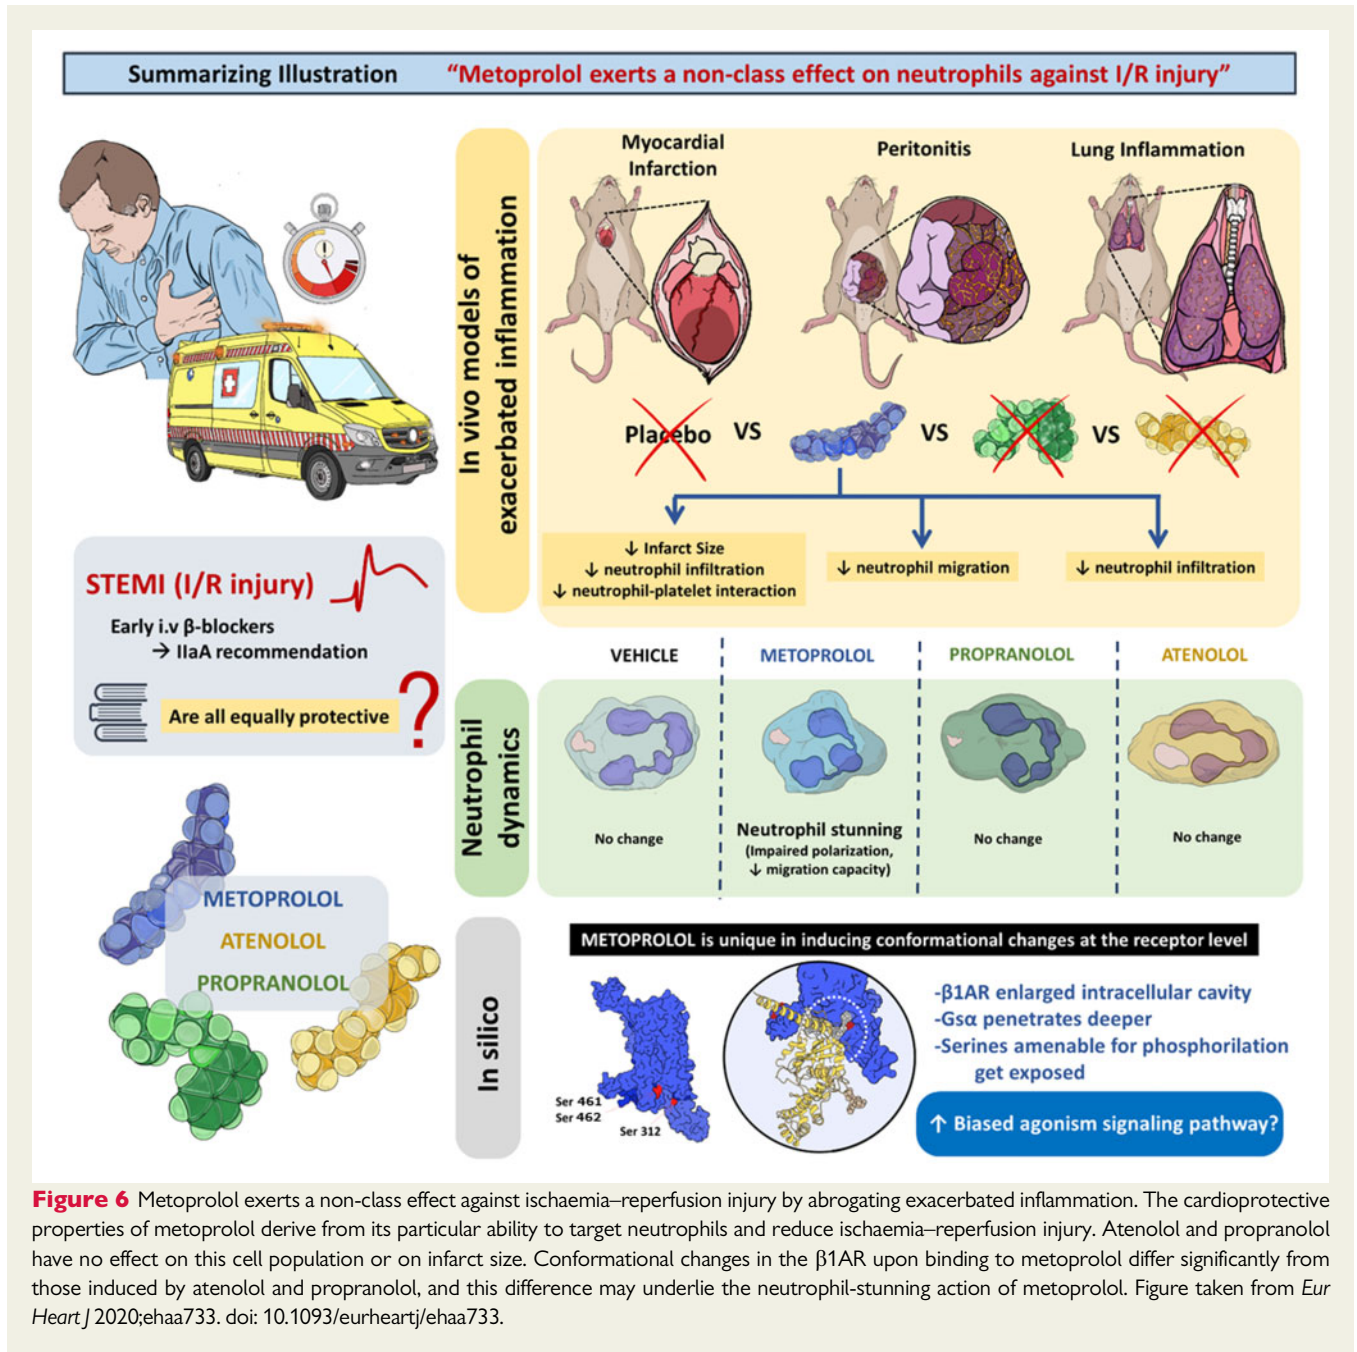 Summarizing Illustration “Metoprolol exerts a non-class effect on neutrophils against I/R injury”
STEMI (I/R injury)
Early i.v β-blockers
→ IIaA recommendation
Are all equally protective ?
METOPROLOL
ATENOLOL
PROPRANOLOL
In vivo models of
exacerbated inflammation
Myocardial
Infarction
Peritonitis
Lung Inflammation
Placebo VS VS VS
↓ Infarct Size
↓ neutrophil infiltration
↓ neutrophil-platelet interaction
↓ neutrophil migration
↓ neutrophil infiltration
Neutrophil
dynamics
VEHICLE
METOPROLOL
PROPRANOLOL
ATENOLOL
No change
Neutrophil stunning
(Impaired polarization,
↓ migration capacity)
No change
No change
In silico
METOPROLOL is unique in inducing conformational changes at the receptor level
Ser 461
Ser 462
Ser 312
-β1AR enlarged intracellular cavity
-Gsα penetrates deeper
-Serines amenable for phosphorilation
get exposed
↑ Biased agonism signaling pathway?
Figure 6 Metoprolol exerts a non-class effect against ischaemia–reperfusion injury by abrogating exacerbated inflammation. The cardioprotective
properties of metoprolol derive from its particular ability to target neutrophils and reduce ischaemia–reperfusion injury. Atenolol and propranolol
have no effect on this cell population or on infarct size. Conformational changes in the β1AR upon binding to metoprolol differ significantly from
those induced by atenolol and propranolol, and this difference may underlie the neutrophil-stunning action of metoprolol. Figure taken from Eur
Heart J 2020;ehaa733. doi: 10.1093/eurheartj/ehaa733.